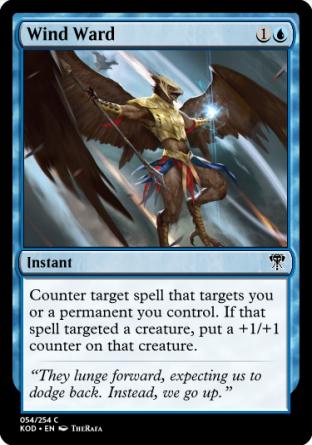 Wind Ward 1
Instant
Counter target spell that targets you
or a permanent you control. If that
spell targeted a creature, put a +1/+1
counter on that creature.
“They lunge forward, expecting us to
dodge back. Instead, we go up.”
054/254 C
KOD • EN TheRafa